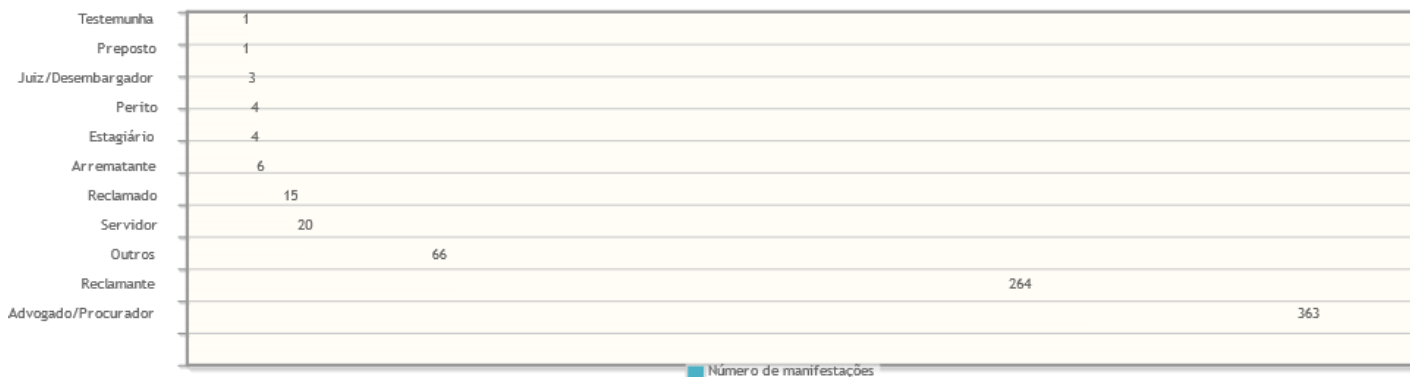 Testemunha 1
Preposto 1
Juiz/Desembargador 3
Perito 4
Estagiário 4
Arrematante 6
Reclamado 15
Servidor 20
Outros 66
Reclamante 264
Advogado/Procurador 363
Número de manifestações